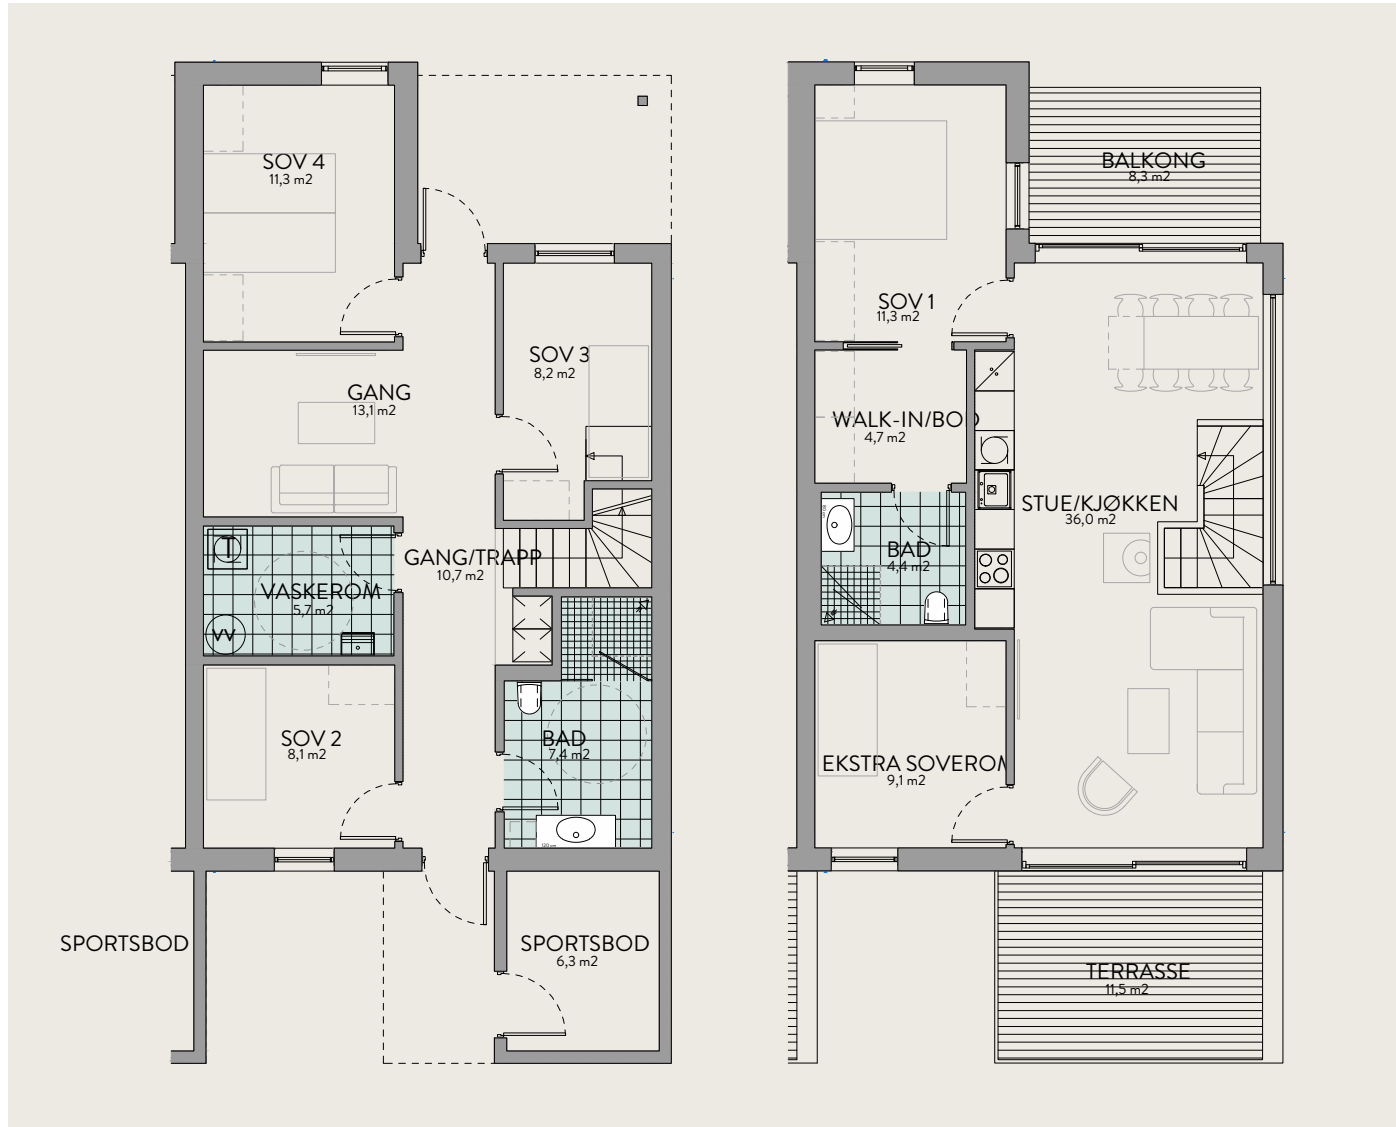 SOV 4
11,3 m2
SOV 3
8,2 m2
GANG
13,1 m2
GANG/TRAPP
10,7 m2
T
VASKEROM
5,7 m2
VV
SOV 2
8,1 m2
BAD
7,4 m2
120 cm
SPORTSBOD
SPORTSBOD
6,3 m2
BALKONG
8,3 m2
SOV 1
11,3 m2
WALK-IN/BOD
4,7 m2
STUE/KJØKKEN
36,0 m2
BAD
4,4 m2
EKSTRA SOVEROM
9,1 m2
TERRASSE
11,5 m2